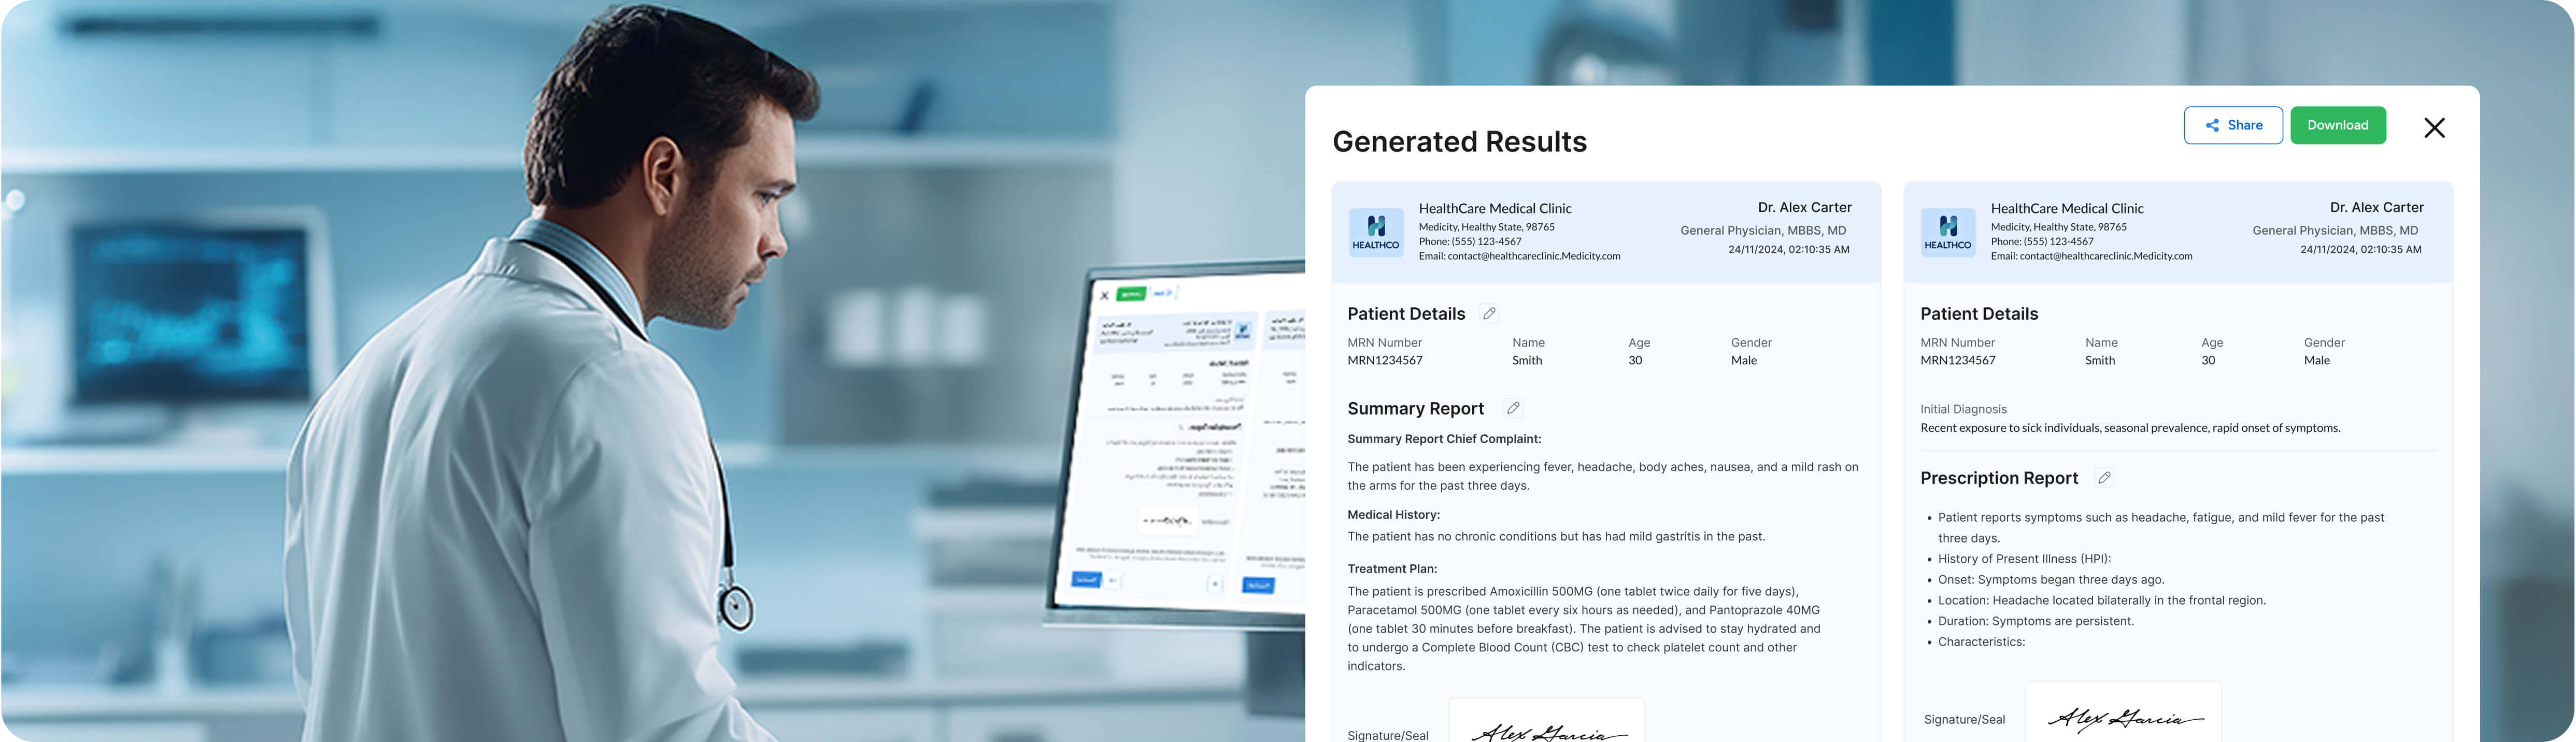 Generated Results
Share
Download
HEALTHCO
HealthCare Medical Clinic
Medicity, Healthy State, 98765
Phone: (555) 123-4567
Email: contact@healthcareclinic.Medicity.com
Dr. Alex Carter
General Physician, MBBS, MD
24/11/2024, 02:10:35 AM
Patient Details
MRN Number Name Age Gender
MRN1234567 Smith 30 Male
Summary Report
Summary Report Chief Complaint:
The patient has been experiencing fever, headache, body aches, nausea, and a mild rash on
the arms for the past three days.
Medical History:
The patient has no chronic conditions but has had mild gastritis in the past.
Treatment Plan:
The patient is prescribed Amoxicillin 500MG (one tablet twice daily for five days),
Paracetamol 500MG (one tablet every six hours as needed), and Pantoprazole 40MG
(one tablet 30 minutes before breakfast). The patient is advised to stay hydrated and
to undergo a Complete Blood Count (CBC) test to check platelet count and other
indicators.
Signature/Seal
Alex Garcia
HEALTHCO
HealthCare Medical Clinic
Medicity, Healthy State, 98765
Phone: (555) 123-4567
Email: contact@healthcareclinic.Medicity.com
Dr. Alex Carter
General Physician, MBBS, MD
24/11/2024, 02:10:35 AM
Patient Details
MRN Number Name Age Gender
MRN1234567 Smith 30 Male
Initial Diagnosis
Recent exposure to sick individuals, seasonal prevalence, rapid onset of symptoms.
Prescription Report
• Patient reports symptoms such as headache, fatigue, and mild fever for the past
three days.
• History of Present Illness (HPI):
• Onset: Symptoms began three days ago.
• Location: Headache located bilaterally in the frontal region.
• Duration: Symptoms are persistent.
• Characteristics:
Signature/Seal
Alex Garcia